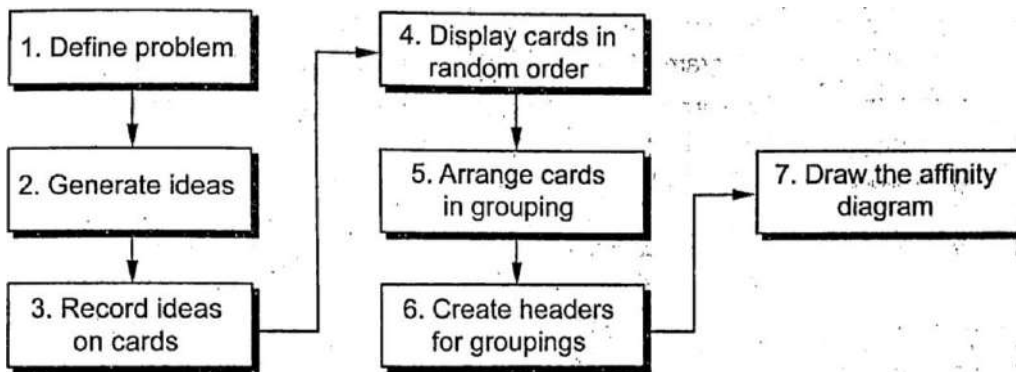 1. Define problem
2. Generate ideas
3. Record ideas
on cards
4. Display cards in
random order
5. Arrange cards
in grouping
6. Create headers
for groupings
7. Draw the affinity
diagram